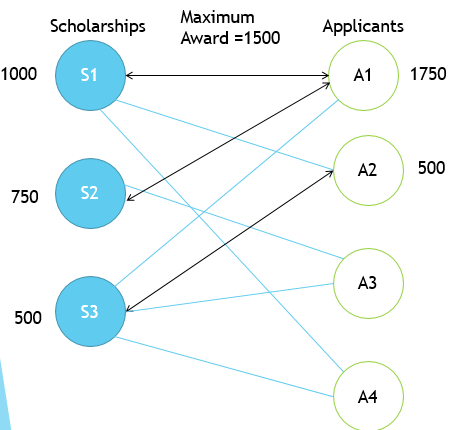 Scholarships
Maximum
Award =1500
Applicants
1000
S1
A1
1750
A2
500
750
S2
A3
500
S3
A4